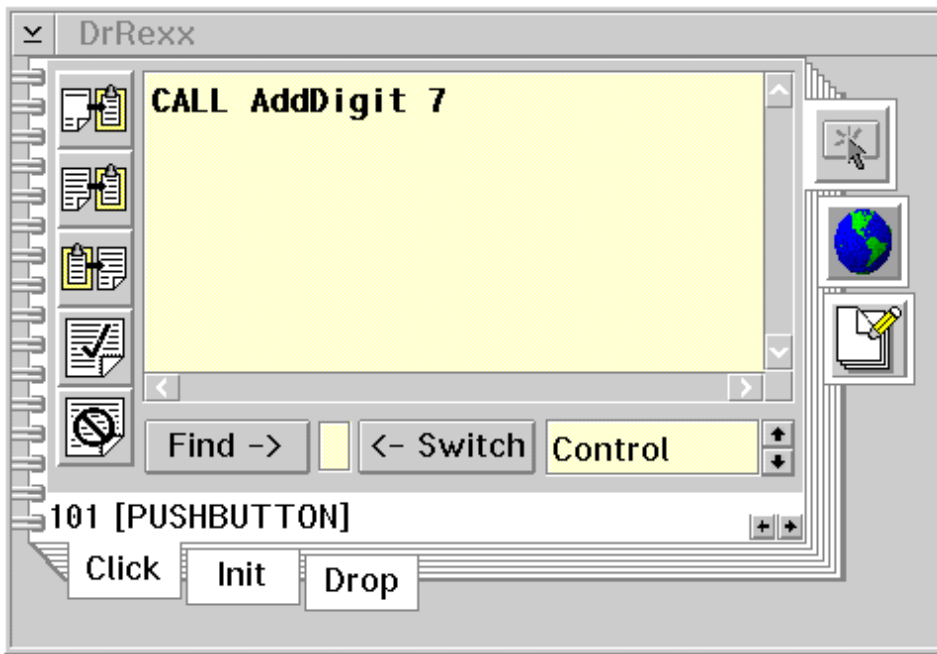 DrRexx
CALL AddDigit 7
Find -> <- Switch Control
101 [PUSHBUTTON]
Click Init Drop